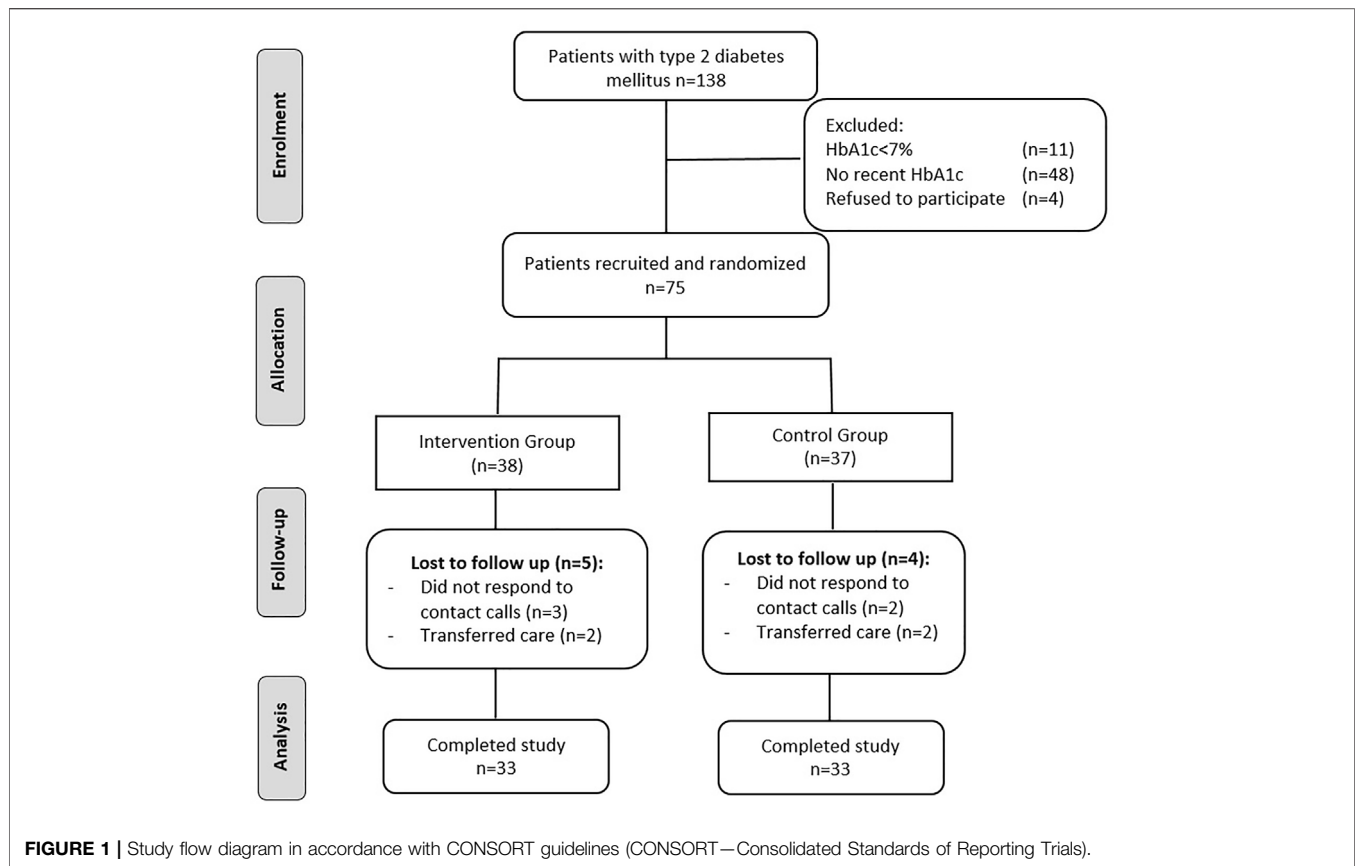 Enrolment
Patients with type 2 diabetes
mellitus n=138
Excluded:
HbA1c<7% (n=11)
No recent HbA1c (n=48)
Refused to participate (n=4)
Patients recruited and randomized
n=75
Allocation
Intervention Group
(n=38)
Control Group
(n=37)
Follow-up
Lost to follow up (n=5):
- Did not respond to
contact calls (n=3)
- Transferred care (n=2)
Lost to follow up (n=4):
- Did not respond to
contact calls (n=2)
- Transferred care (n=2)
Analysis
Completed study
n=33
Completed study
n=33
FIGURE 1 | Study flow diagram in accordance with CONSORT guidelines (CONSORT—Consolidated Standards of Reporting Trials).